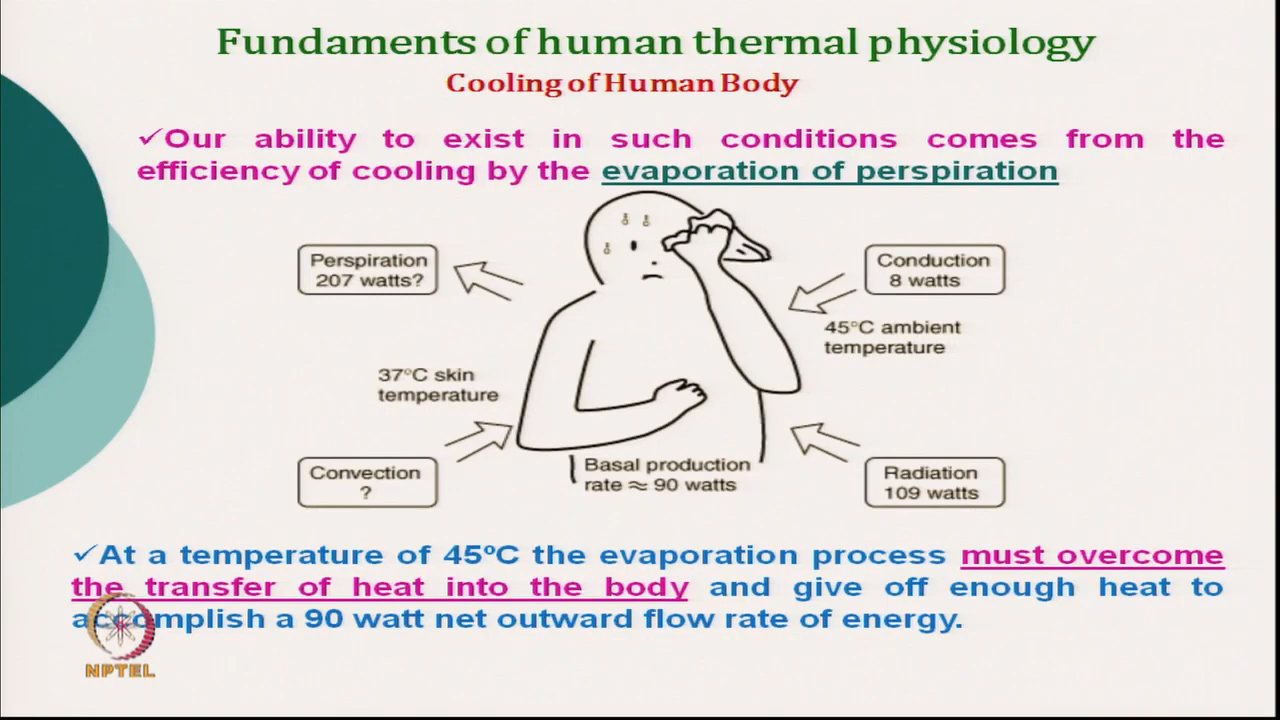 Fundaments of human thermal physiology
Cooling of Human Body
✓Our ability to exist in such conditions comes from the
efficiency of cooling by the evaporation of perspiration
Perspiration
207 watts?
Conduction
8 watts
45°C ambient
temperature
37°C skin
temperature
Convection
?
Basal production
rate ≈ 90 watts
Radiation
109 watts
✓At a temperature of 45ºC the evaporation process must overcome
the transfer of heat into the body and give off enough heat to
accomplish a 90 watt net outward flow rate of energy.
NPTEL